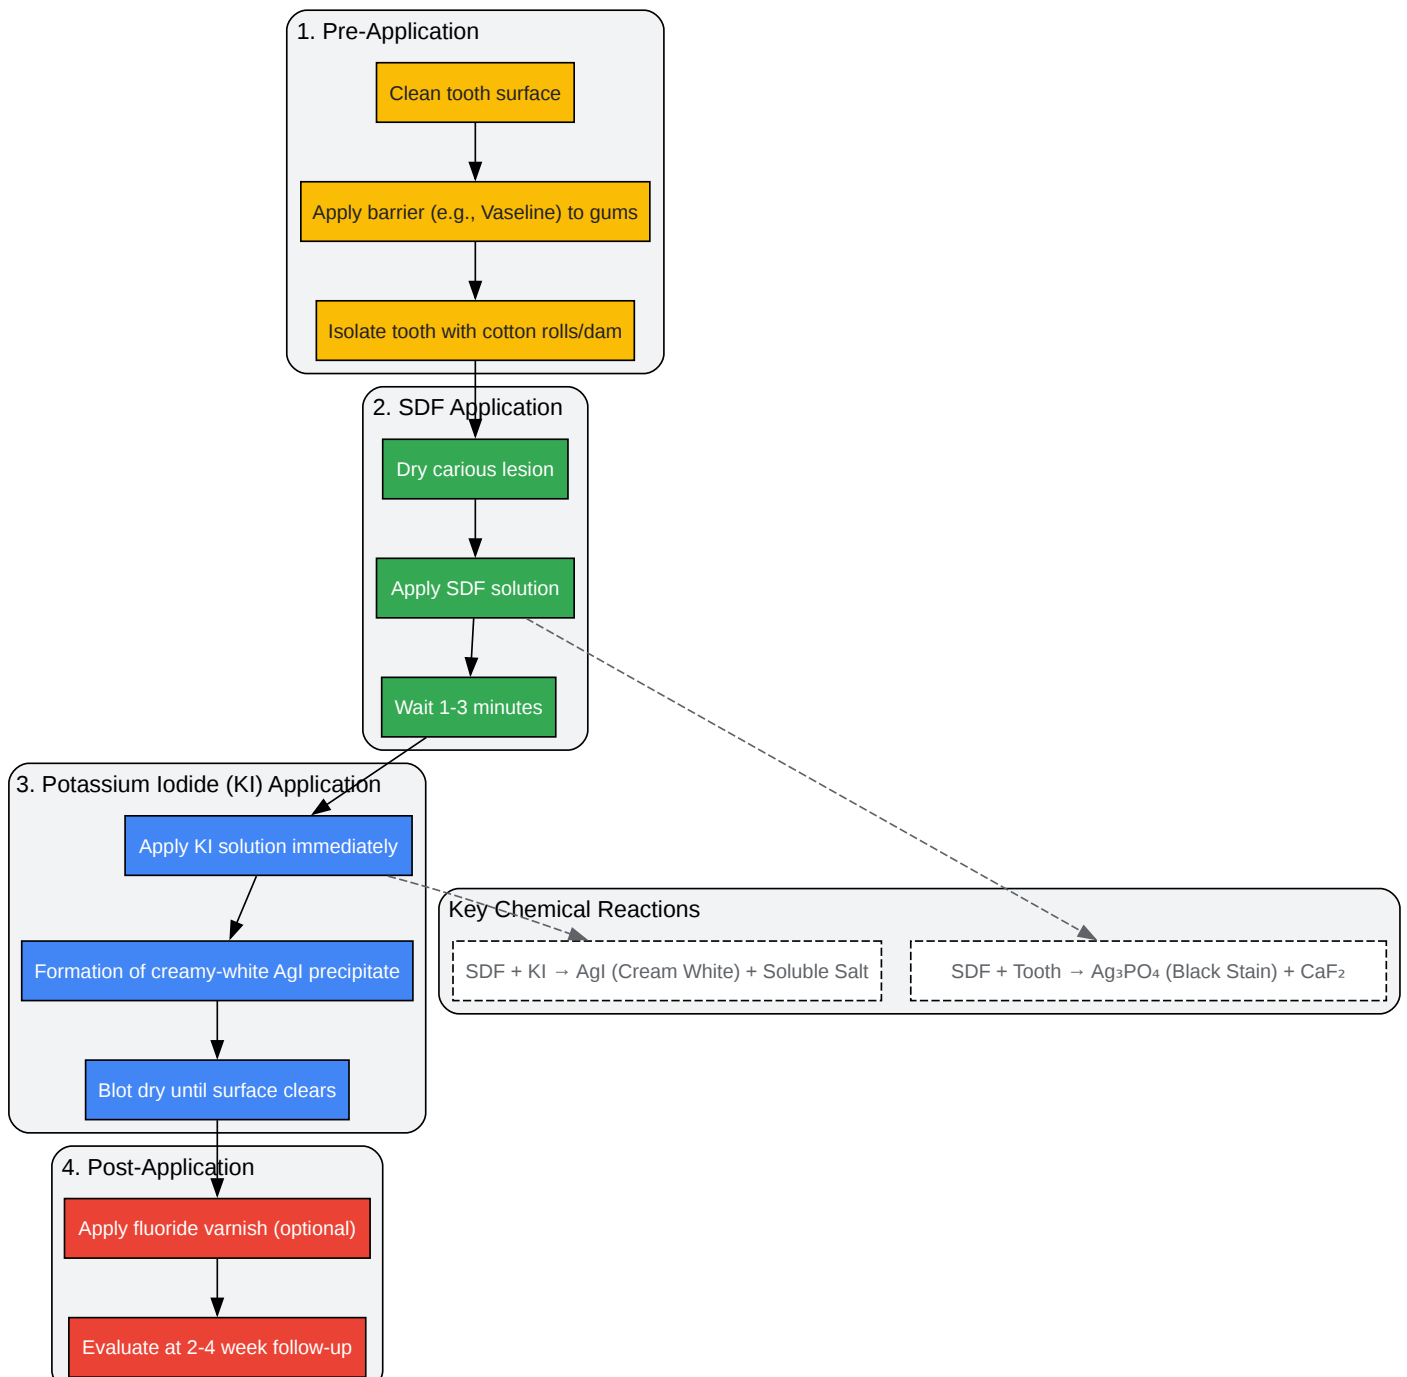 1. Pre-Application
Clean tooth surface
Apply barrier (e.g., Vaseline) to gums
Isolate tooth with cotton rolls/dam
2. SDF Application
Dry carious lesion
Apply SDF solution
Wait 1-3 minutes
3. Potassium Iodide (KI) Application
Apply KI solution immediately
Formation of creamy-white AgI precipitate
Blot dry until surface clears
Key Chemical Reactions
SDF + KI → AgI (Cream White) + Soluble Salt
SDF + Tooth → Ag₃PO₄ (Black Stain) + CaF₂
4. Post-Application
Apply fluoride varnish (optional)
Evaluate at 2-4 week follow-up